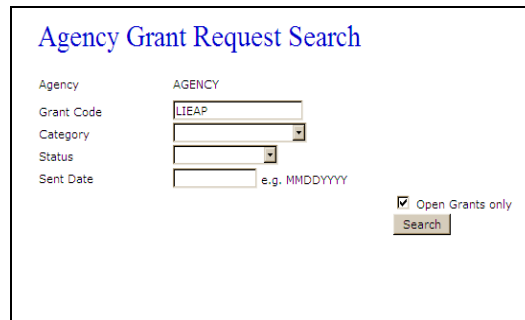 Agency Grant Request Search
Agency AGENCY
Grant Code LIEAP
Category
Status
Sent Date e.g. MMDDYYYY
Open Grants only
Search